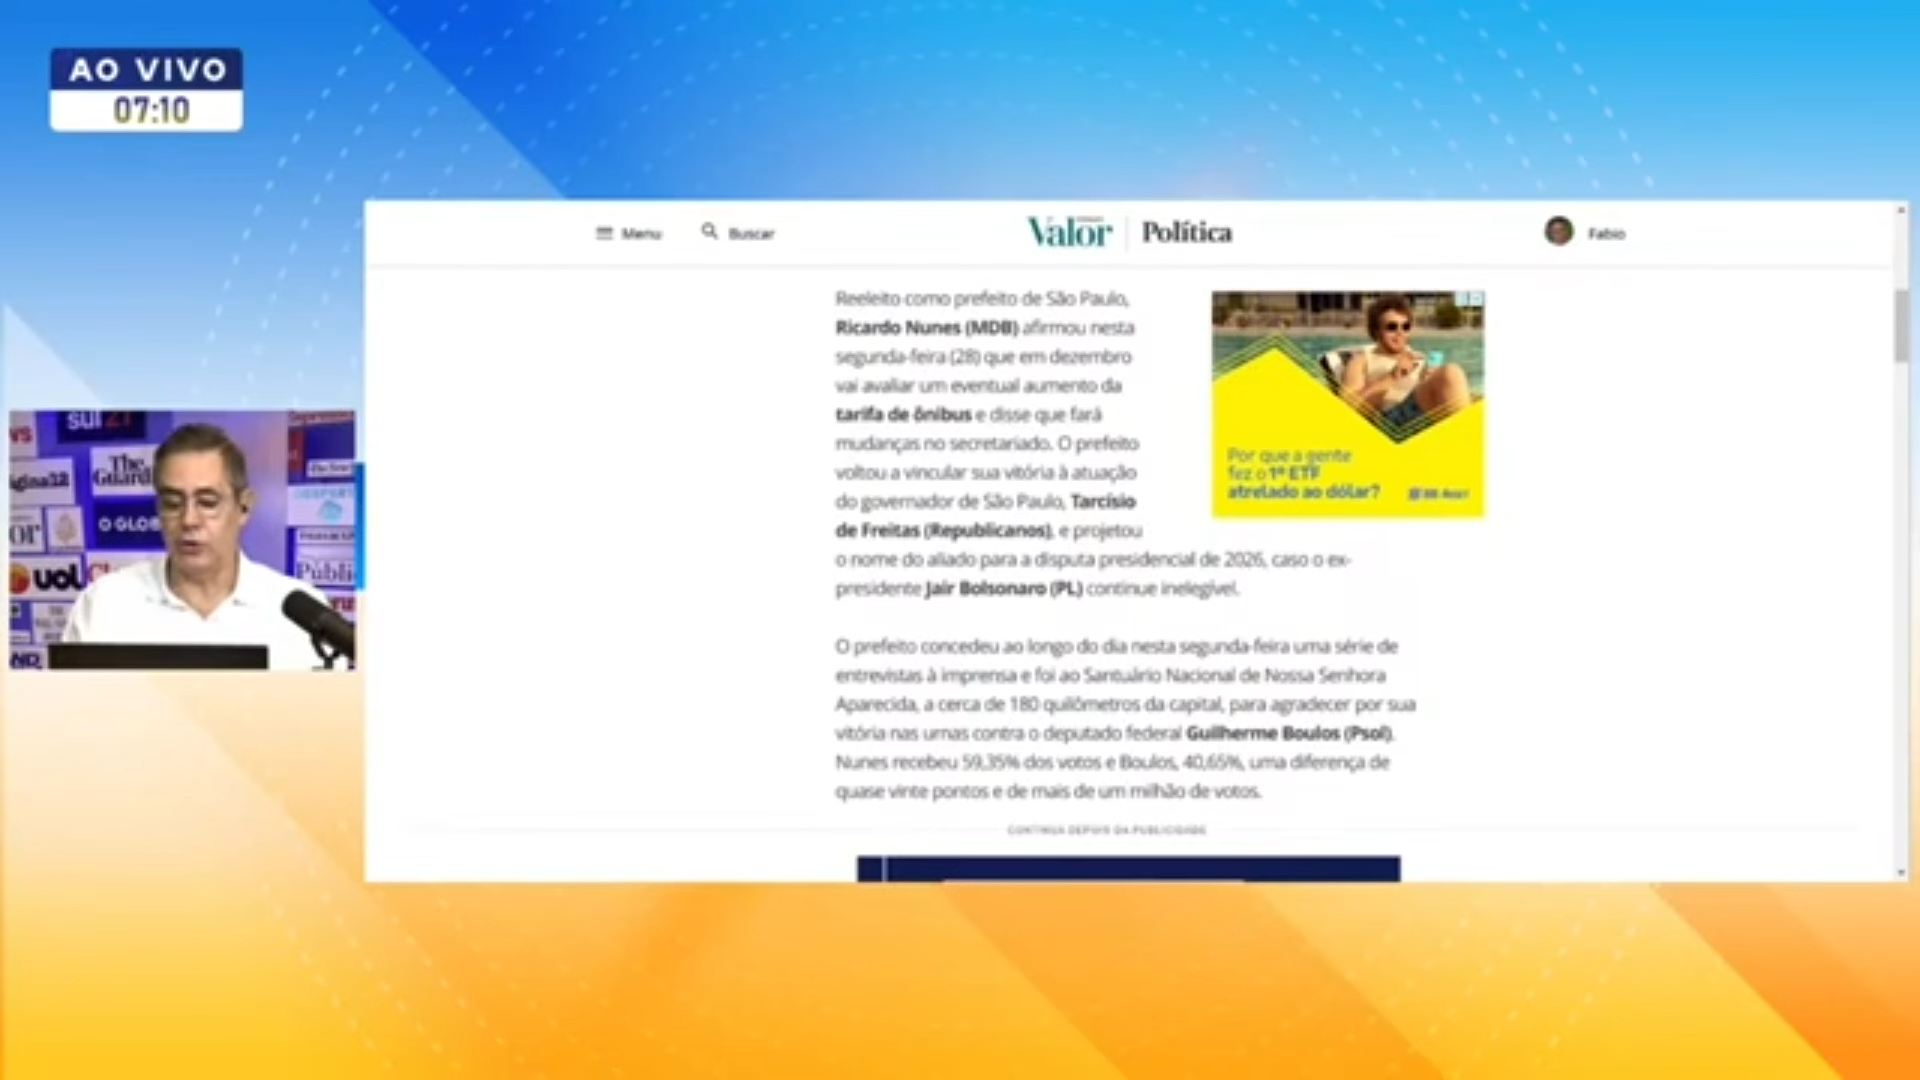 AO VIVO
07:10
Menu
Buscar
Valor
Política
Fabio
Reeleito como prefeito de São Paulo,
Ricardo Nunes (MDB) afirmou nesta
segunda-feira (28) que em dezembro
vai avaliar um eventual aumento da
tarifa de ônibus e disse que fará
mudanças no secretariado. O prefeito
voltou a vincular sua vitória à atuação
do governador de São Paulo, Tarcísio
de Freitas (Republicanos), e projetou
o nome do aliado para a disputa presidencial de 2026, caso o ex-
presidente Jair Bolsonaro (PL) continue inelegível.
Por que a gente
fez o 1º ETF
atrelado ao dólar?
O prefeito concedeu ao longo do dia nesta segunda-feira uma série de
entrevistas à imprensa e foi ao Santuário Nacional de Nossa Senhora
Aparecida, a cerca de 180 quilômetros da capital, para agradecer por sua
vitória nas urnas contra o deputado federal Guilherme Boulos (Psol).
Nunes recebeu 59,35% dos votos e Boulos, 40,65%, uma diferença de
quase vinte pontos e de mais de um milhão de votos.
CONTINUA DEPOIS DA PUBLICIDADE
sul21
The
Guard
O GLOB
uol
Públi